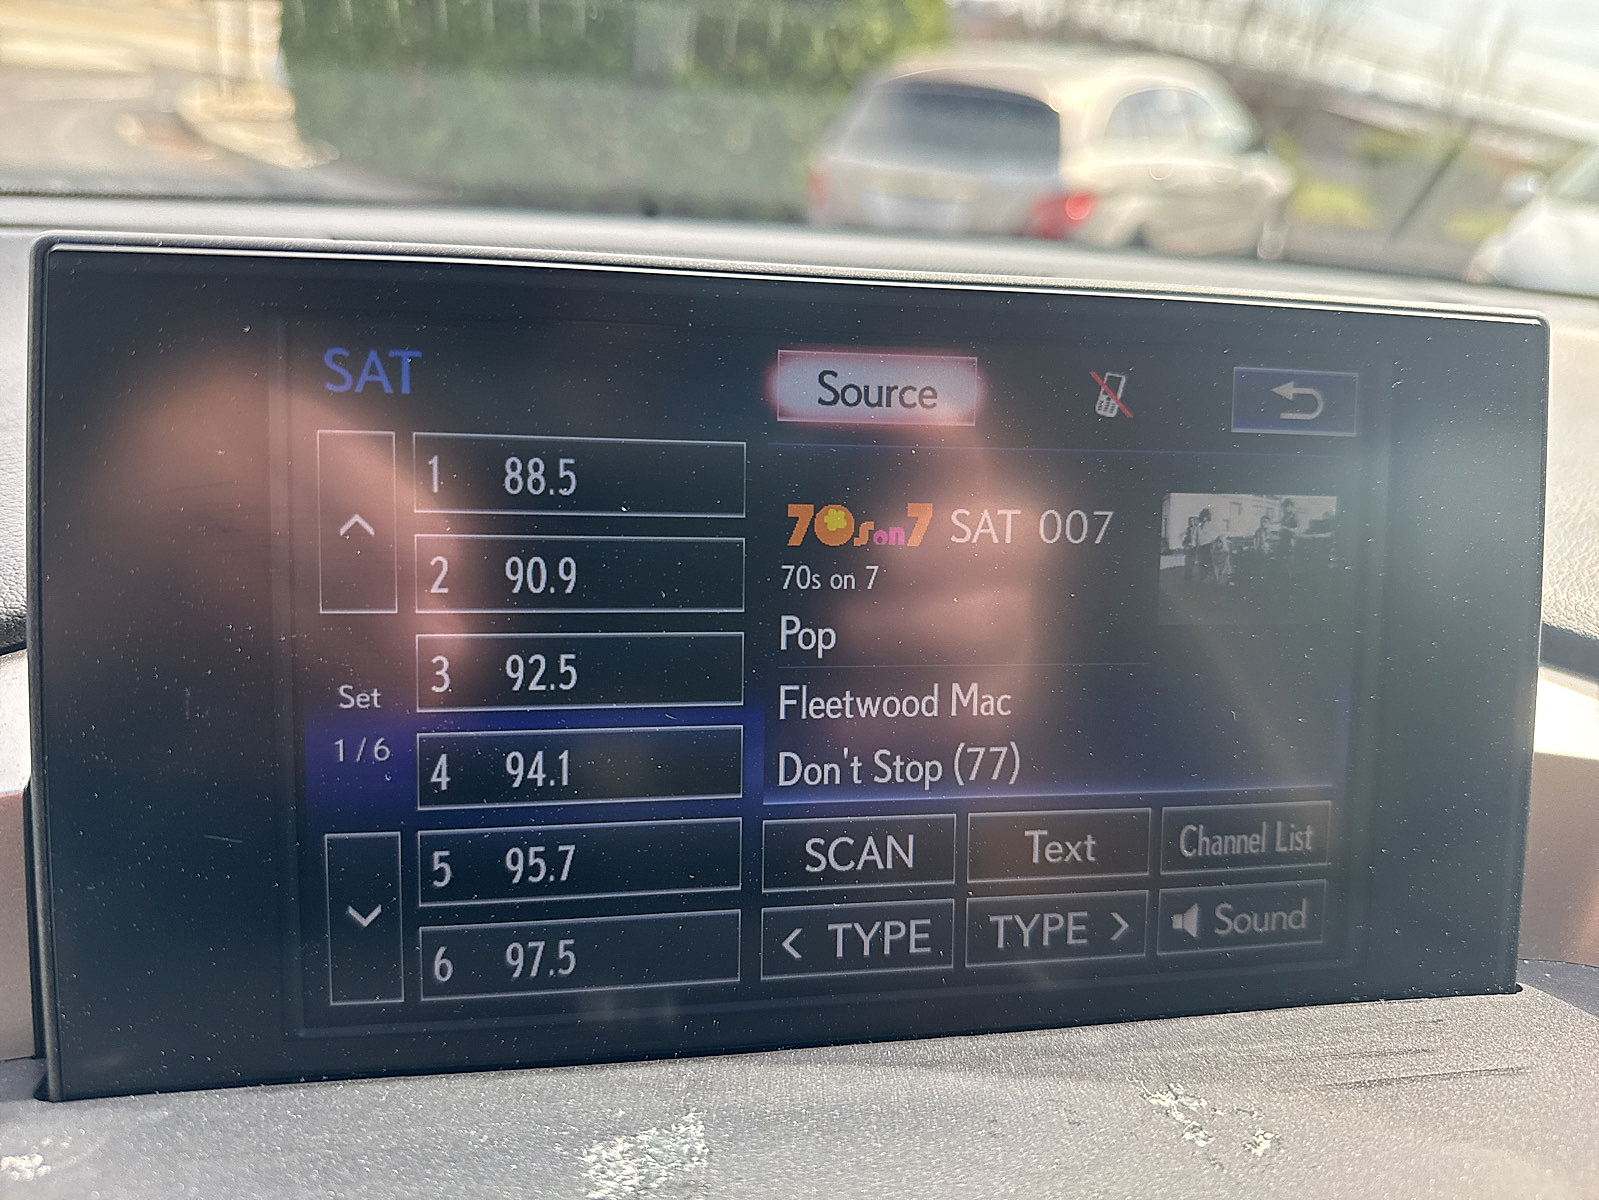 SAT
Source
1 88.5
2 90.9
3 92.5
4 94.1
5 95.7
6 97.5
Set
1/6
70s on 7 SAT 007
70s on 7
Pop
Fleetwood Mac
Don't Stop (77)
SCAN
Text
Channel List
< TYPE
TYPE >
Sound